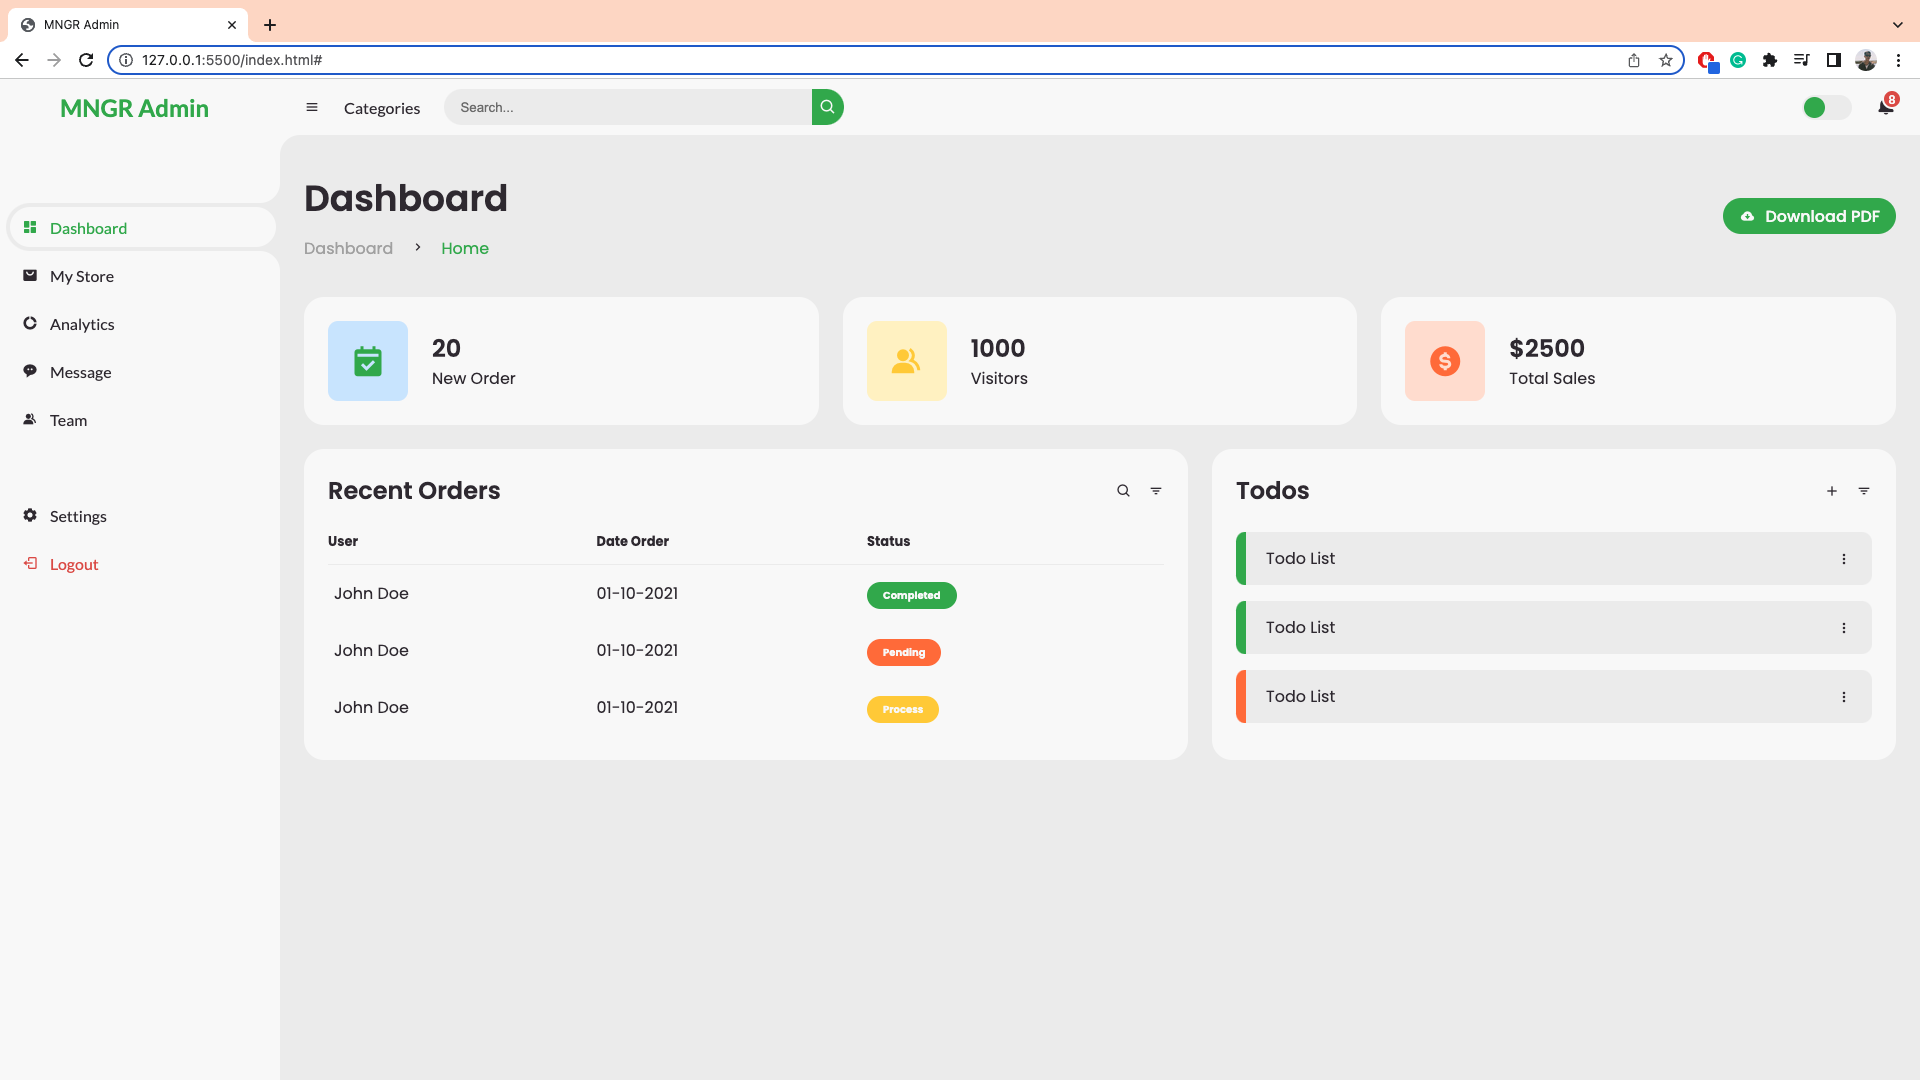 MNGR Admin
127.0.0.1:5500/index.html#
MNGR Admin
Categories
Search...
8
Dashboard
My Store
Analytics
Message
Team
Settings
Logout
Dashboard
Dashboard > Home
Download PDF
20
New Order
1000
Visitors
$2500
Total Sales
Recent Orders
User Date Order Status
John Doe 01-10-2021 Completed
John Doe 01-10-2021 Pending
John Doe 01-10-2021 Process
Todos
Todo List
Todo List
Todo List